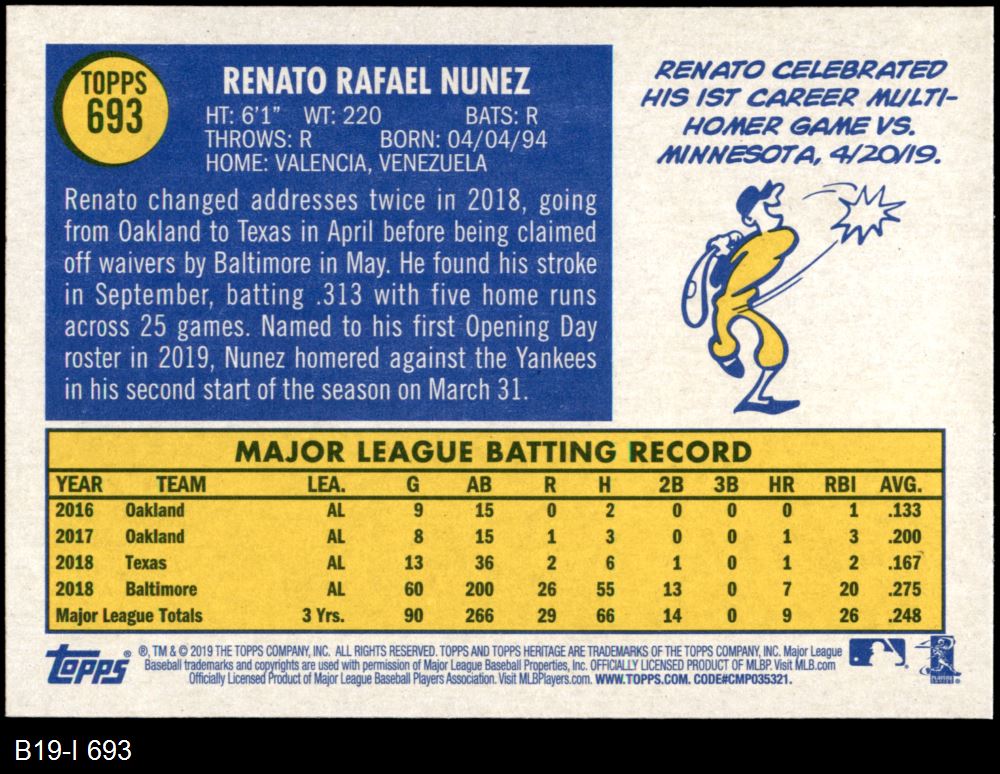 TOPPS
693
RENATO RAFAEL NUNEZ
HT: 6'1" WT: 220 BATS: R
THROWS: R BORN: 04/04/94
HOME: VALENCIA, VENEZUELA
Renato changed addresses twice in 2018, going
from Oakland to Texas in April before being claimed
off waivers by Baltimore in May. He found his stroke
in September, batting .313 with five home runs
across 25 games. Named to his first Opening Day
roster in 2019, Nunez homered against the Yankees
in his second start of the season on March 31.
RENATO CELEBRATED
HIS 1ST CAREER MULTI-
HOMER GAME VS.
MINNESOTA, 4/20/19.
MAJOR LEAGUE BATTING RECORD
YEAR TEAM LEA. G AB R H 2B 3B HR RBI AVG.
2016 Oakland AL 9 15 0 2 0 0 0 1 .133
2017 Oakland AL 8 15 1 3 0 0 1 3 .200
2018 Texas AL 13 36 2 6 1 0 1 2 .167
2018 Baltimore AL 60 200 26 55 13 0 7 20 .275
Major League Totals 3 Yrs. 90 266 29 66 14 0 9 26 .248
Topps ®
®, TM & © 2019 THE TOPPS COMPANY, INC. ALL RIGHTS RESERVED. TOPPS AND TOPPS HERITAGE ARE TRADEMARKS OF THE TOPPS COMPANY, INC. Major League
Baseball trademarks and copyrights are used with permission of Major League Baseball Properties, Inc. OFFICIALLY LICENSED PRODUCT OF MLBP. Visit MLB.com
Officially Licensed Product of Major League Baseball Players Association. Visit MLBPlayers.com. WWW.TOPPS.COM. CODE#CMP035321.
B19-I 693